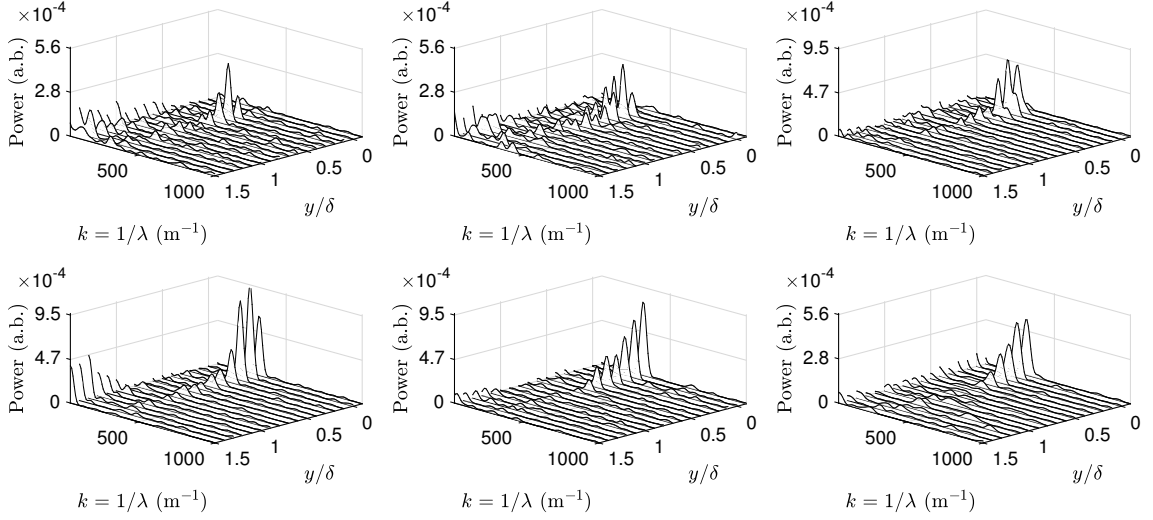 ×10-4 ×10-4 ×10-4
Power (a.b.) 5.6 2.8 0 500 1000 1.5 1 0.5 0 y/δ k = 1/λ (m−1)
Power (a.b.) 5.6 2.8 0 500 1000 1.5 1 0.5 0 y/δ k = 1/λ (m−1)
Power (a.b.) 9.5 4.7 0 500 1000 1.5 1 0.5 0 y/δ k = 1/λ (m−1)
×10-4 ×10-4 ×10-4
Power (a.b.) 9.5 4.7 0 500 1000 1.5 1 0.5 0 y/δ k = 1/λ (m−1)
Power (a.b.) 9.5 4.7 0 500 1000 1.5 1 0.5 0 y/δ k = 1/λ (m−1)
Power (a.b.) 5.6 2.8 0 500 1000 1.5 1 0.5 0 y/δ k = 1/λ (m−1)